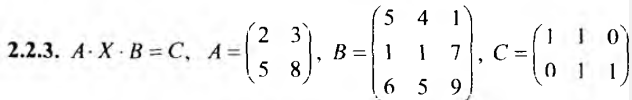 2.2.3. A · X · B = C, A = (2 3; 5 8), B = (5 4 1; 1 1 7; 6 5 9), C = (1 1 0; 0 1 1)